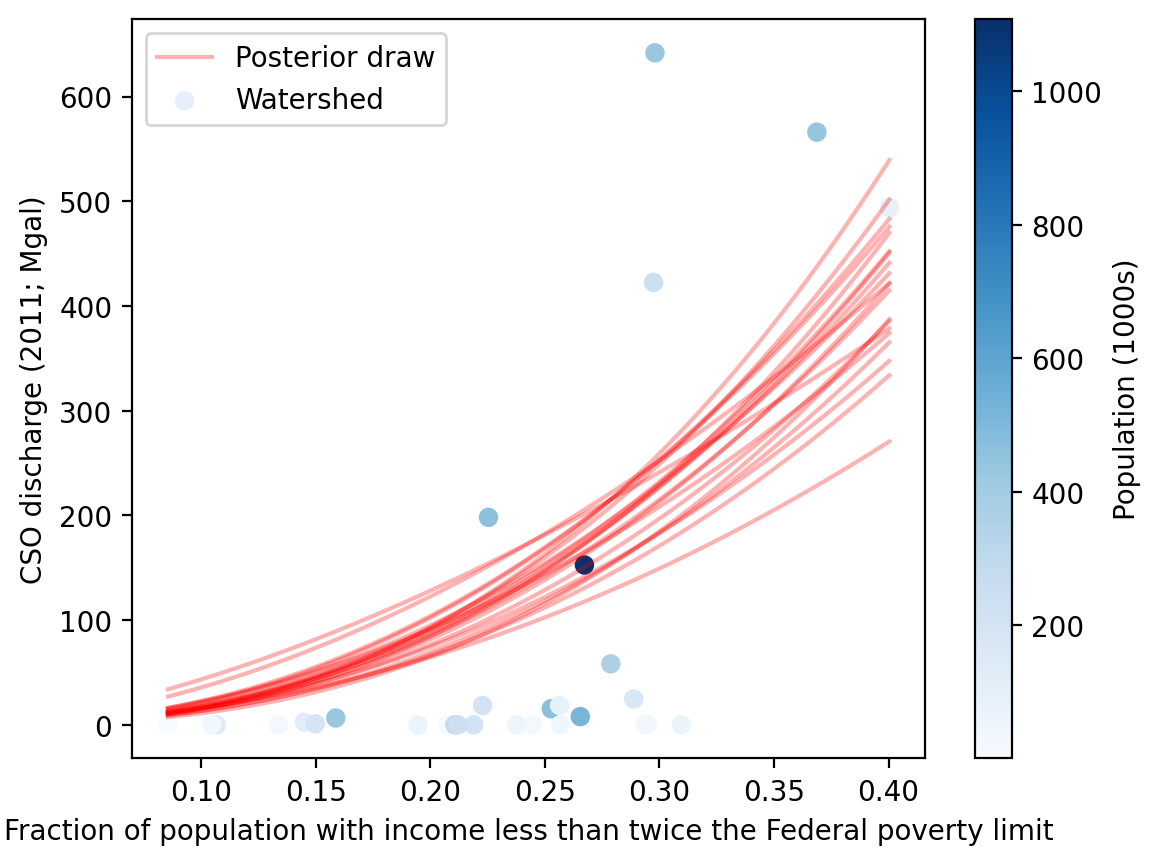 Posterior draw
Watershed
600
500
400
300
200
100
0
CSO discharge (2011; Mgal)
0.10 0.15 0.20 0.25 0.30 0.35 0.40
Fraction of population with income less than twice the Federal poverty limit
1000
800
600
400
200
Population (1000s)